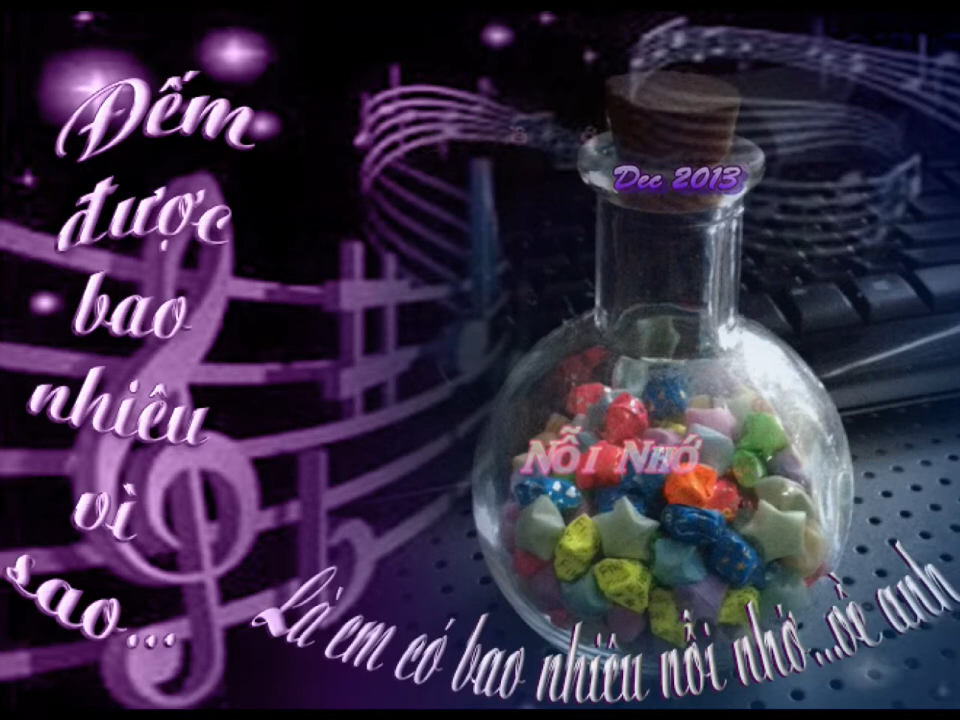 Đếm
được
bao
nhiêu
vì
sao...
Dec 2013
Nỗi Nhớ
Là em có bao nhiêu nỗi nhớ...về anh